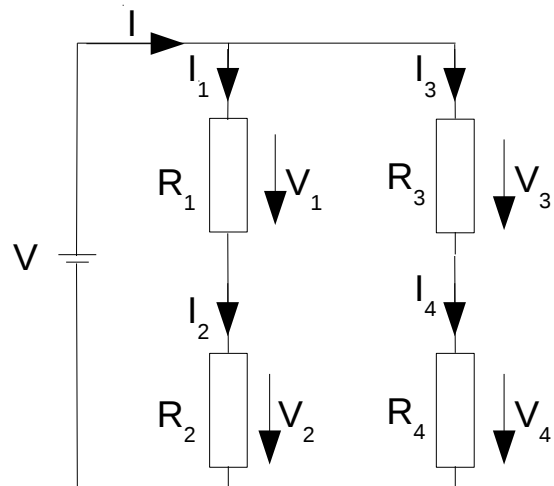 I
I₁
I₃
R₁
V₁
R₃
V₃
V
I₂
I₄
R₂
V₂
R₄
V₄